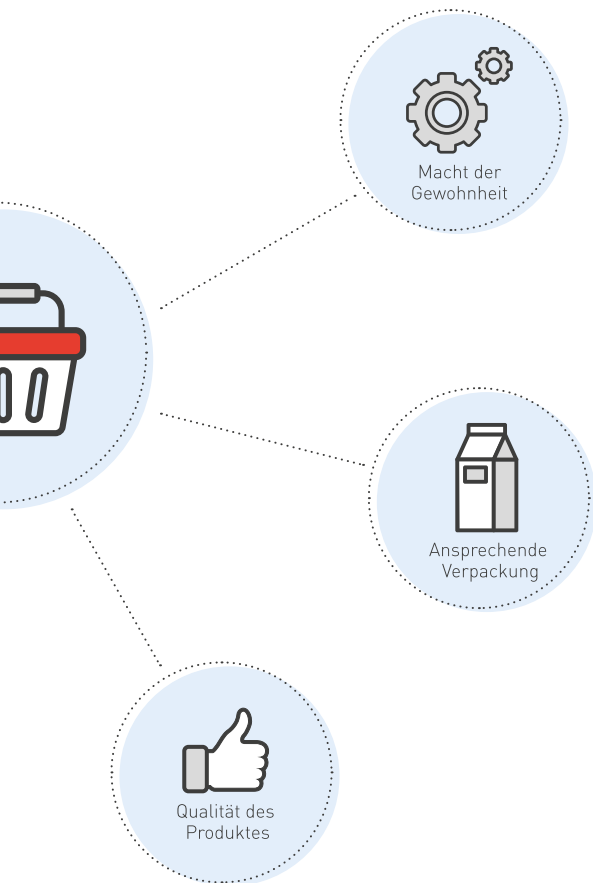 Macht der
Gewohnheit
Ansprechende
Verpackung
Qualität des
Produktes